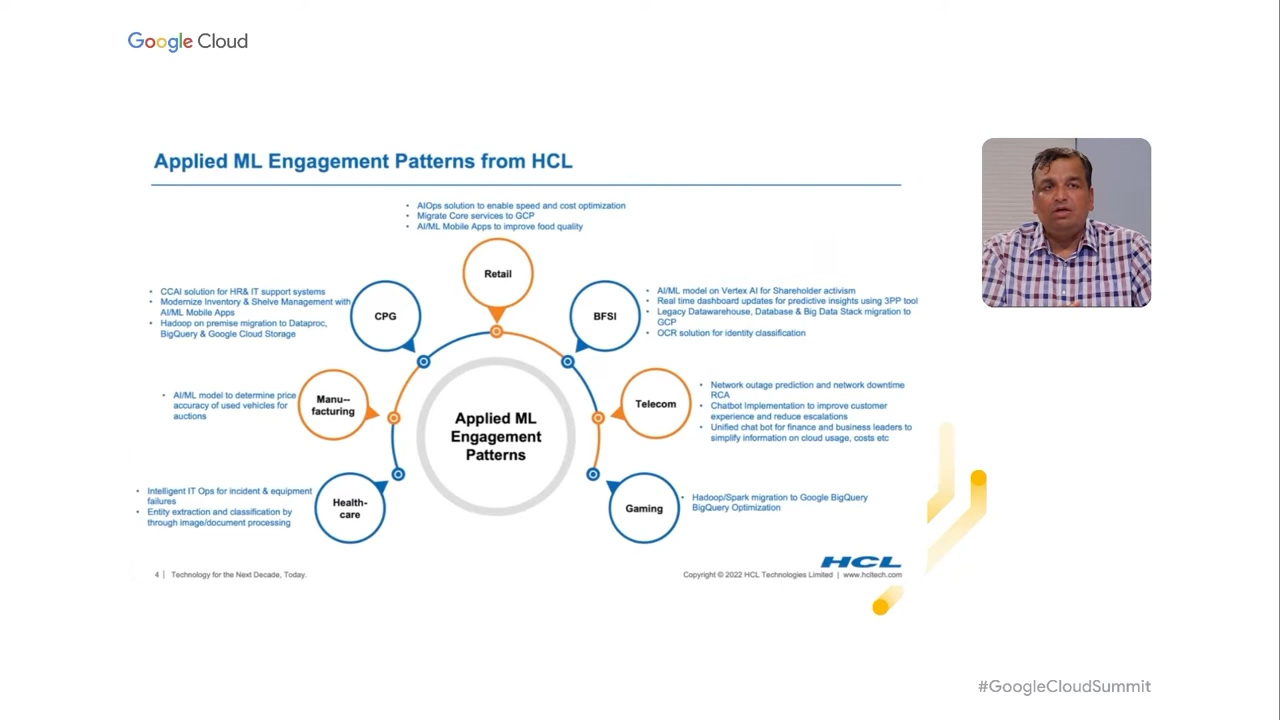 Google Cloud
Applied ML Engagement Patterns from HCL
• AIOps solution to enable speed and cost optimization
• Migrate Core services to GCP
• AI/ML Mobile Apps to improve food quality
Retail
• CCAI solution for HR& IT support systems
• Modernize Inventory & Shelve Management with
AI/ML Mobile Apps
• Hadoop on premise migration to Dataproc,
BigQuery & Google Cloud Storage
CPG
BFSI
• AI/ML model on Vertex AI for Shareholder activism
• Real time dashboard updates for predictive insights using 3PP tool
• Legacy Datawarehouse, Database & Big Data Stack migration to
GCP
• OCR solution for identity classification
• AI/ML model to determine price
accuracy of used vehicles for
auctions
Manu--
facturing
Applied ML
Engagement
Patterns
Telecom
• Network outage prediction and network downtime
RCA
• Chatbot Implementation to improve customer
experience and reduce escalations
• Unified chat bot for finance and business leaders to
simplify information on cloud usage, costs etc
• Intelligent IT Ops for incident & equipment
failures
• Entity extraction and classification by
through image/document processing
Health-
care
Gaming
• Hadoop/Spark migration to Google BigQuery
BigQuery Optimization
HCL
4 | Technology for the Next Decade, Today.
Copyright © 2022 HCL Technologies Limited | www.hcltech.com
#GoogleCloudSummit